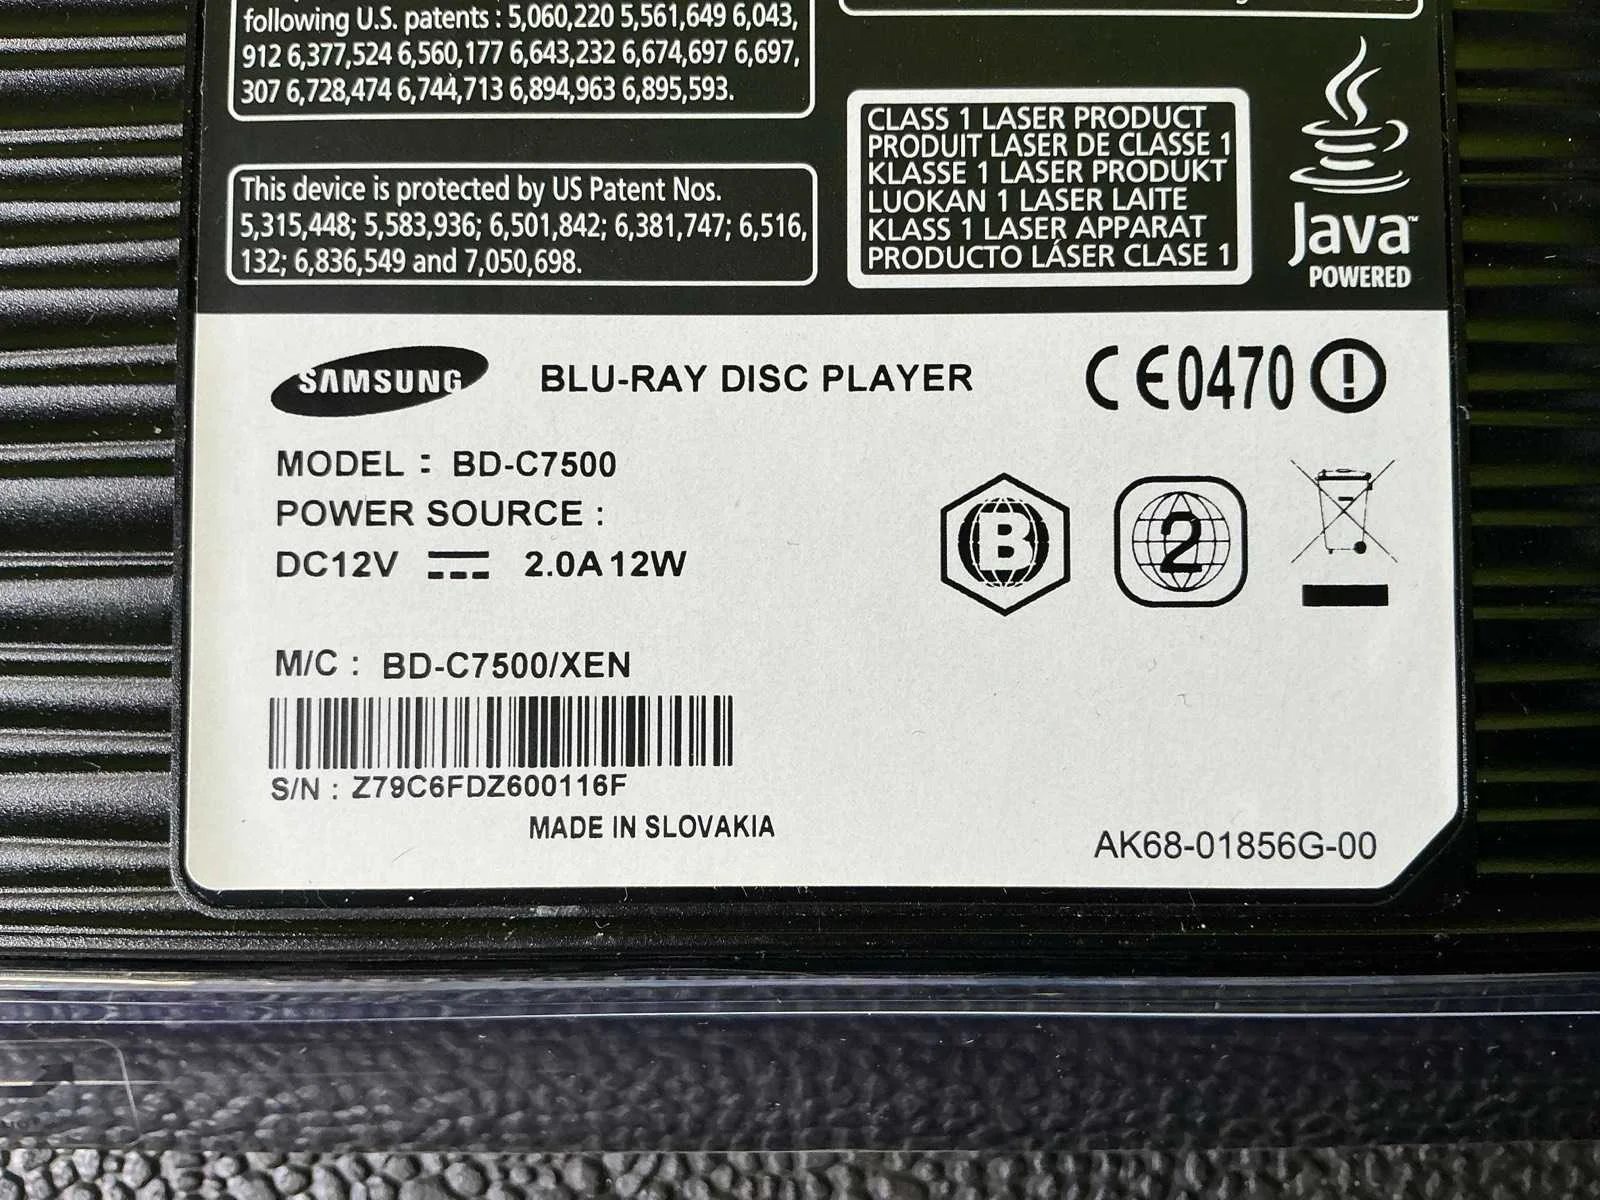 following U.S. patents : 5,060,220 5,561,649 6,043,
912 6,377,524 6,560,177 6,643,232 6,674,697 6,697,
307 6,728,474 6,744,713 6,894,963 6,895,593.
This device is protected by US Patent Nos.
5,315,448; 5,583,936; 6,501,842; 6,381,747; 6,516,
132; 6,836,549 and 7,050,698.
CLASS 1 LASER PRODUCT
PRODUIT LASER DE CLASSE 1
KLASSE 1 LASER PRODUKT
LUOKAN 1 LASER LAITE
KLASS 1 LASER APPARAT
PRODUCTO LÁSER CLASE 1
Java™
POWERED
SAMSUNG BLU-RAY DISC PLAYER CE0470
MODEL : BD-C7500
POWER SOURCE :
DC12V 2.0A 12W
B 2
M/C : BD-C7500/XEN
S/N : Z79C6FDZ600116F
MADE IN SLOVAKIA
AK68-01856G-00